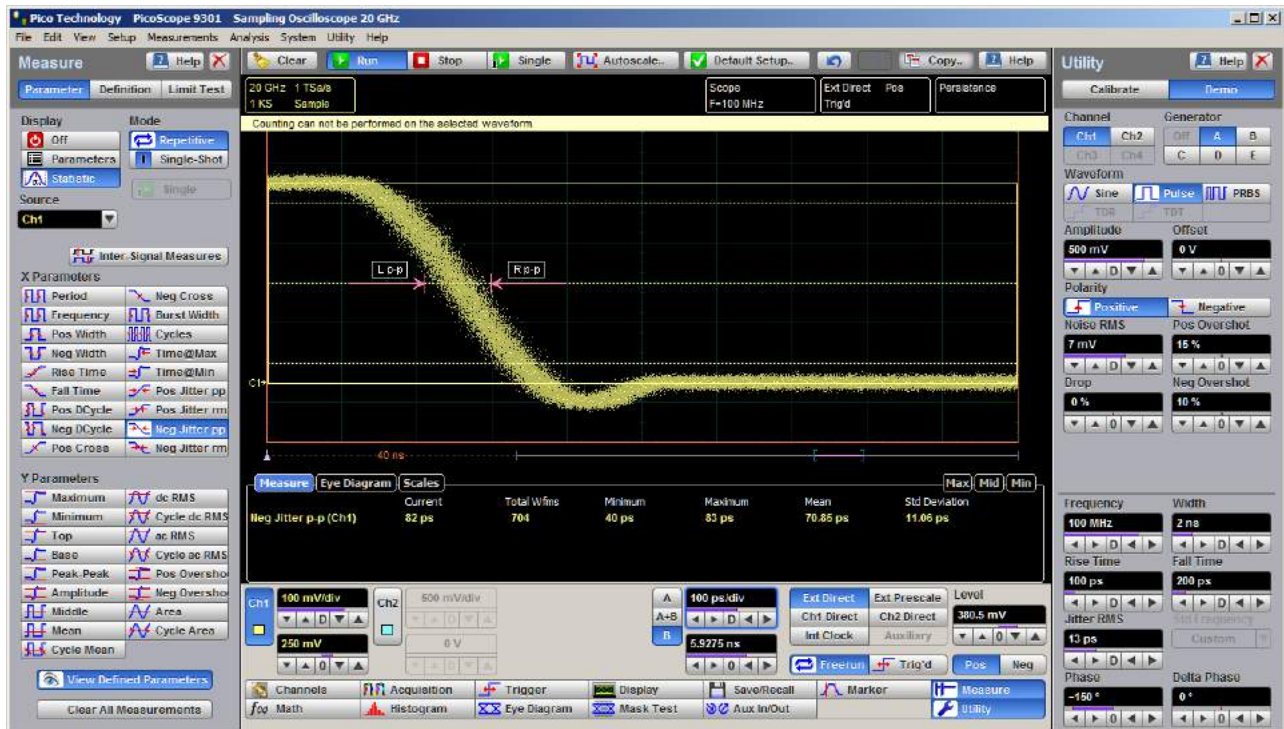 Pico Technology PicoScope 9301 Sampling Oscilloscope 20 GHz
File Edit View Setup Measurements Analysis System Utility Help
Measure Help
Parameter Definition Limit Test
Display Mode
Off Repetitive
Parameters Single-Shot
Statistic Single
Source
Ch1
Inter-Signal Measures
X Parameters
Period Neg Cross
Frequency Burst Width
Pos Width Cycles
Neg Width Time@Max
Rise Time Time@Min
Fall Time Pos Jitter pp
Pos DCycle Pos Jitter rm
Neg DCycle Neg Jitter pp
Pos Cross Neg Jitter rm
Y Parameters
Maximum dc RMS
Minimum Cycle dc RMS
Top ac RMS
Base Cycle ac RMS
Peak-Peak Pos Oversho
Amplitude Neg Oversho
Middle Area
Mean Cycle Area
Cycle Mean
View Defined Parameters
Clear All Measurements
Clear Run Stop Single Autoscale.. Default Setup.. Copy.. Help
20 GHz 1 TSa/s
1 KS Sample
Scope
F=100 MHz
Ext Direct Pos
Trig'd
Persistence
Counting can not be performed on the selected waveform
L p-p R p-p
C1
40 ns
Measure Eye Diagram Scales Max Mid Min
Current Total Wfms Minimum Maximum Mean Std Deviation
Neg Jitter p-p (Ch1) 82 ps 704 40 ps 83 ps 70.85 ps 11.06 ps
Ch1 100 mV/div Ch2 500 mV/div
D D
250 mV 0 V
0 D
A 100 ps/div
A+B D
B 5.9275 ns
0
Ext Direct Ext Prescale Level
Ch1 Direct Ch2 Direct 380.5 mV
Int Clock Auxiliary 0
Freerun Trig'd Pos Neg
Channels Acquisition Trigger Display Save/Recall Marker Measure
f(x) Math Histogram Eye Diagram Mask Test Aux In/Out Utility
Utility Help
Calibrate Demo
Channel Generator
Ch1 Ch2 Off A B
Ch3 Ch4 C D E
Waveform
Sine Pulse PRBS
TDR TDT
Amplitude Offset
500 mV 0 V
D 0
Polarity
Positive Negative
Noise RMS Pos Overshot
7 mV 15 %
D 0
Drop Neg Overshot
0 % 10 %
0 0
Frequency Width
100 MHz 2 ns
D D
Rise Time Fall Time
100 ps 200 ps
D D
Jitter RMS Std Frequency
13 ps Custom
D
Phase Delta Phase
-150 ° 0 °
0 0